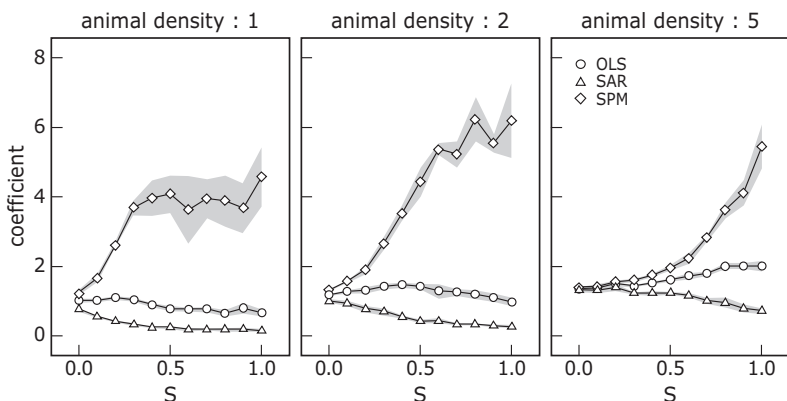 animal density : 1
animal density : 2
animal density : 5
coefficient
8
6
4
2
0
OLS
SAR
SPM
0.0 0.5 1.0
0.0 0.5 1.0
0.0 0.5 1.0
S
S
S